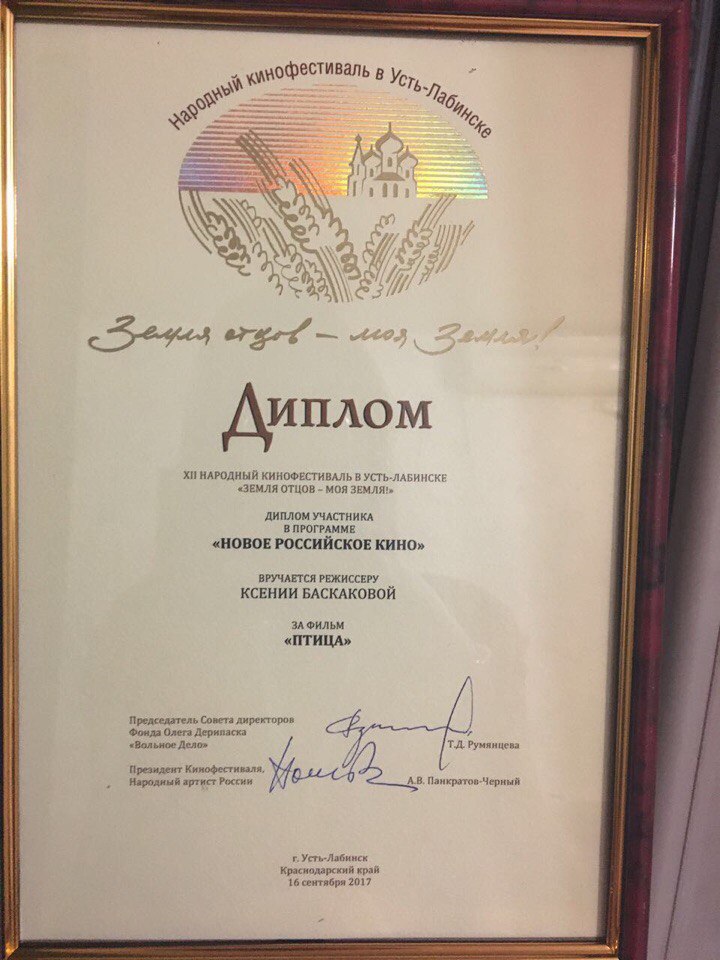 Народный кинофестиваль в Усть-Лабинске
Земля отцов – моя Земля!
Диплом
XII НАРОДНЫЙ КИНОФЕСТИВАЛЬ В УСТЬ-ЛАБИНСКЕ
«ЗЕМЛЯ ОТЦОВ – МОЯ ЗЕМЛЯ!»
ДИПЛОМ УЧАСТНИКА
В ПРОГРАММЕ
«НОВОЕ РОССИЙСКОЕ КИНО»
ВРУЧАЕТСЯ РЕЖИССЕРУ
КСЕНИИ БАСКАКОВОЙ
ЗА ФИЛЬМ
«ПТИЦА»
Председатель Совета директоров
Фонда Олега Дерипаска
«Вольное Дело»
Т.Д. Румянцева
Президент Кинофестиваля,
Народный артист России
А.В. Панкратов-Черный
г. Усть-Лабинск
Краснодарский край
16 сентября 2017